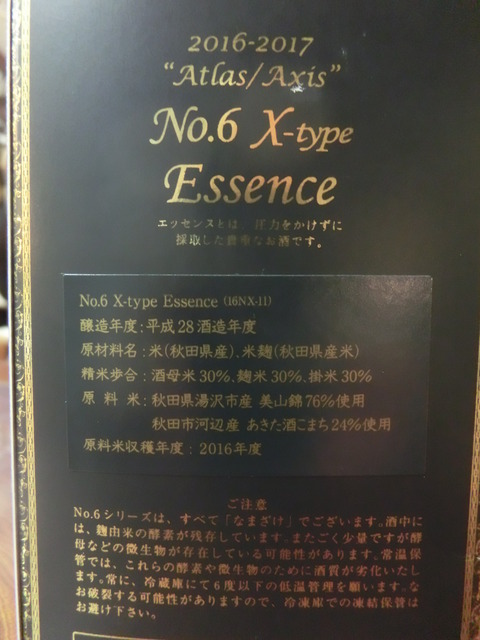 2016-2017
“Atlas/Axis”
No.6 X-type
Essence
エッセンスとは、圧力をかけずに
採取した貴重なお酒です。
No.6 X-type Essence (16NX-11)
醸造年度:平成28酒造年度
原材料名:米(秋田県産)、米麹(秋田県産米)
精米歩合:酒母米30%、麹米30%、掛米30%
原料米:秋田県湯沢市産 美山錦76%使用
秋田市河辺産 あきた酒こまち24%使用
原料米収穫年度:2016年度
ご注意
No.6シリーズは、すべて「なまざけ」でございます。酒中に
は、麹由来の酵素が残存しています。またごく少量ですが酵
母などの微生物が存在している可能性があります。常温保
管では、これらの酵素や微生物のために酒質が劣化いたし
ます。常に、冷蔵庫にて6度以下の低温管理を願います。な
お破裂する可能性がありますので、冷凍庫での凍結保管は
お避け下さい。